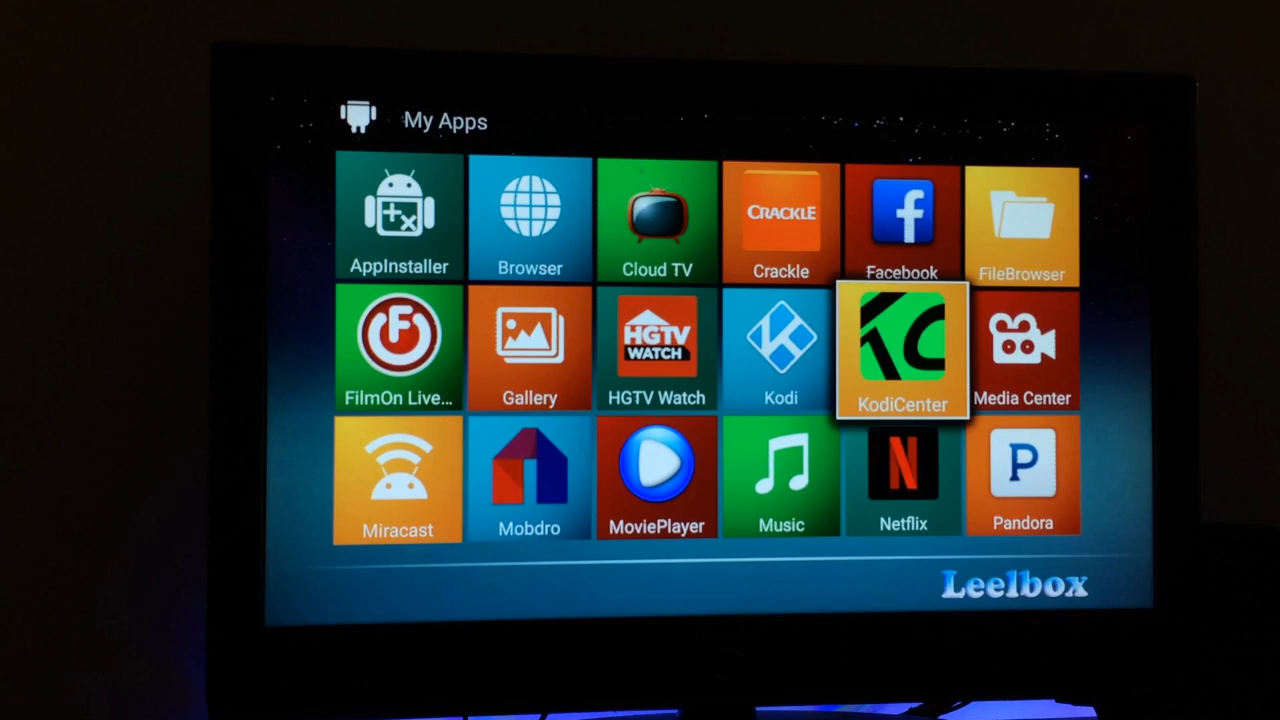 My Apps
AppInstaller
Browser
Cloud TV
CRACKLE
Crackle
f
Facebook
FileBrowser
F
FilmOn Live...
Gallery
HGTV
WATCH
HGTV Watch
K
Kodi
KC
KodiCenter
Media Center
Miracast
Mobdro
MoviePlayer
Music
N
Netflix
P
Pandora
Leelbox